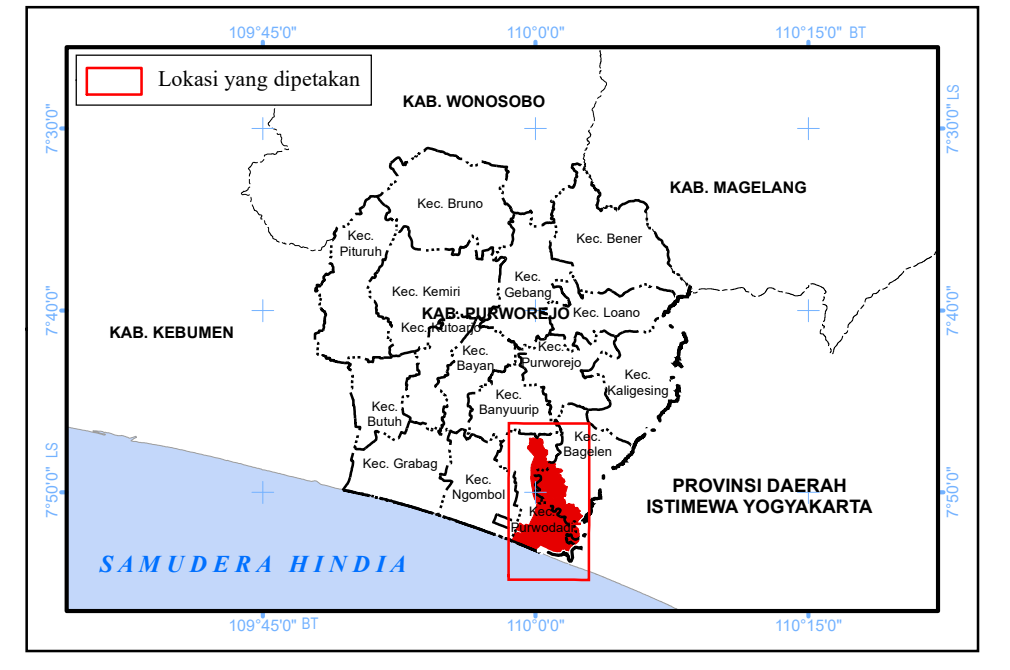 109°45'0"
110°0'0"
110°15'0" BT
Lokasi yang dipetakan
KAB. WONOSOBO
7°30'0"
7°30'0" LS
KAB. MAGELANG
Kec. Bruno
Kec.
Pituruh
Kec. Bener
Kec.
Gebang
Kec. Kemiri
7°40'0"
KAB. PURWOREJO
Kec. Loano
7°40'0"
KAB. KEBUMEN
Kec. Kutoarjo
Kec.
Bayan
Kec.
Purworejo
Kec.
Kaligesing
Kec.
Banyuurip
Kec.
Butuh
Kec.
Bagelen
Kec. Grabag
Kec.
Ngombol
7°50'0" LS
PROVINSI DAERAH
ISTIMEWA YOGYAKARTA
7°50'0"
Kec.
Purwodadi
SAMUDERA HINDIA
109°45'0" BT
110°0'0"
110°15'0"